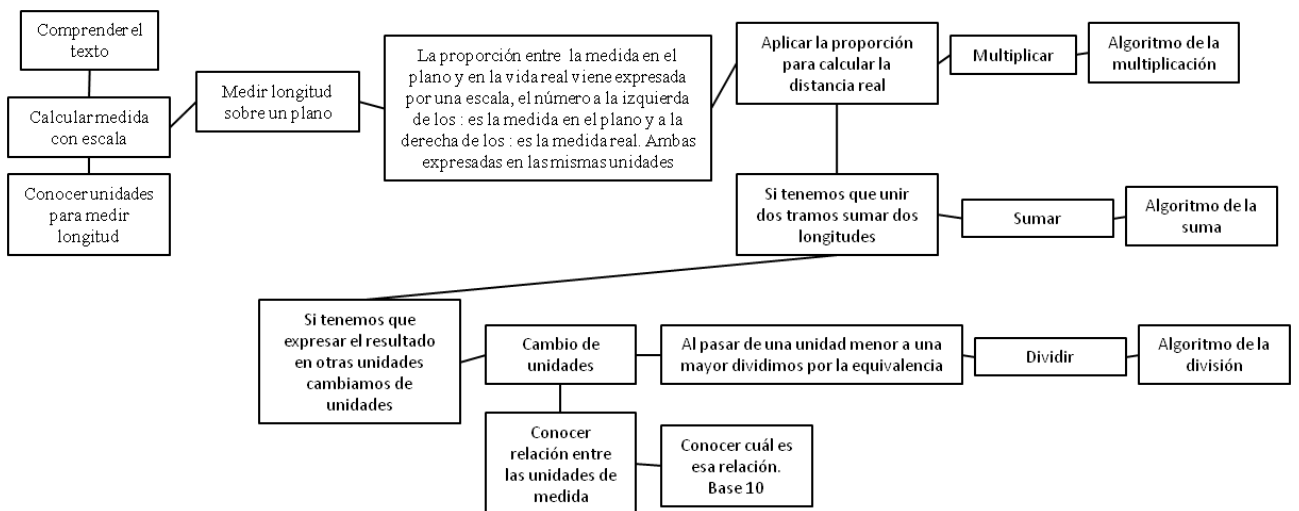 Comprender el
texto
Calcular medida
con escala
Conocer unidades
para medir
longitud
Medir longitud
sobre un plano
La proporción entre la medida en el
plano y en la vida real viene expresada
por una escala, el número a la izquierda
de los : es la medida en el plano y a la
derecha de los : es la medida real. Ambas
expresadas en las mismas unidades
Aplicar la proporción
para calcular la
distancia real
Multiplicar
Algoritmo de la
multiplicación
Si tenemos que unir
dos tramos sumar dos
longitudes
Sumar
Algoritmo de la
suma
Si tenemos que
expresar el resultado
en otras unidades
cambiamos de
unidades
Cambio de
unidades
Al pasar de una unidad menor a una
mayor dividimos por la equivalencia
Dividir
Algoritmo de la
división
Conocer
relación entre
las unidades de
medida
Conocer cuál es
esa relación.
Base 10